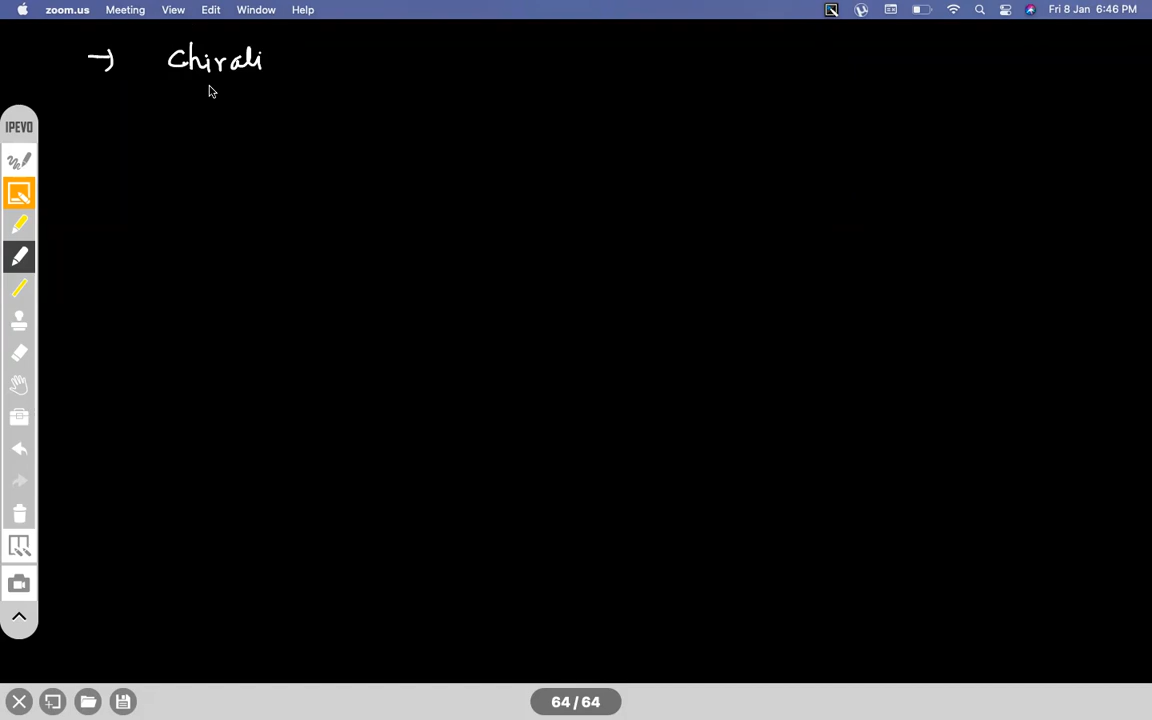 zoom.us Meeting View Edit Window Help Fri 8 Jan 6:46 PM
→ Chirali
IPEVO
64 / 64